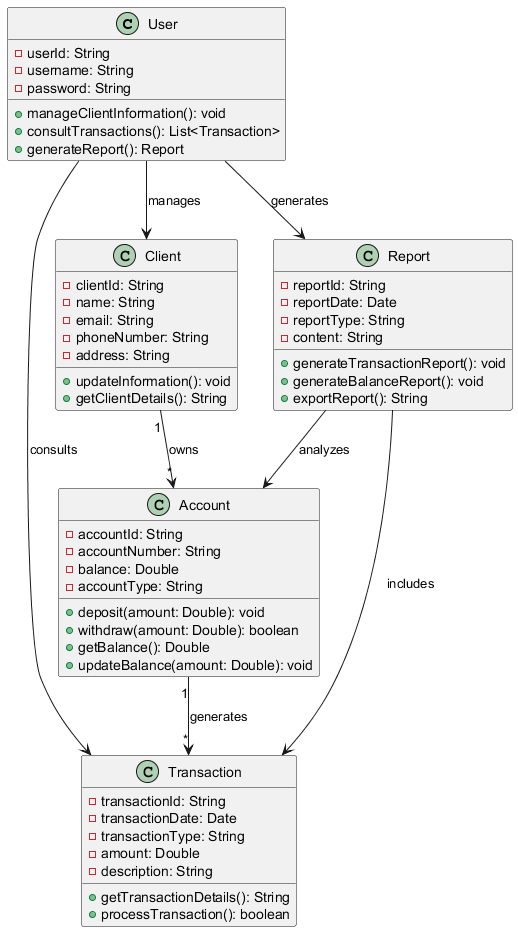 C User
userId: String
username: String
password: String
manageClientInformation(): void
consultTransactions(): List<Transaction>
generateReport(): Report
manages
generates
C Client
clientId: String
name: String
email: String
phoneNumber: String
address: String
updateInformation(): void
getClientDetails(): String
C Report
reportId: String
reportDate: Date
reportType: String
content: String
generateTransactionReport(): void
generateBalanceReport(): void
exportReport(): String
1
consults
owns
analyzes
*
C Account
accountId: String
accountNumber: String
balance: Double
accountType: String
deposit(amount: Double): void
withdraw(amount: Double): boolean
getBalance(): Double
updateBalance(amount: Double): void
includes
1
generates
*
C Transaction
transactionId: String
transactionDate: Date
transactionType: String
amount: Double
description: String
getTransactionDetails(): String
processTransaction(): boolean